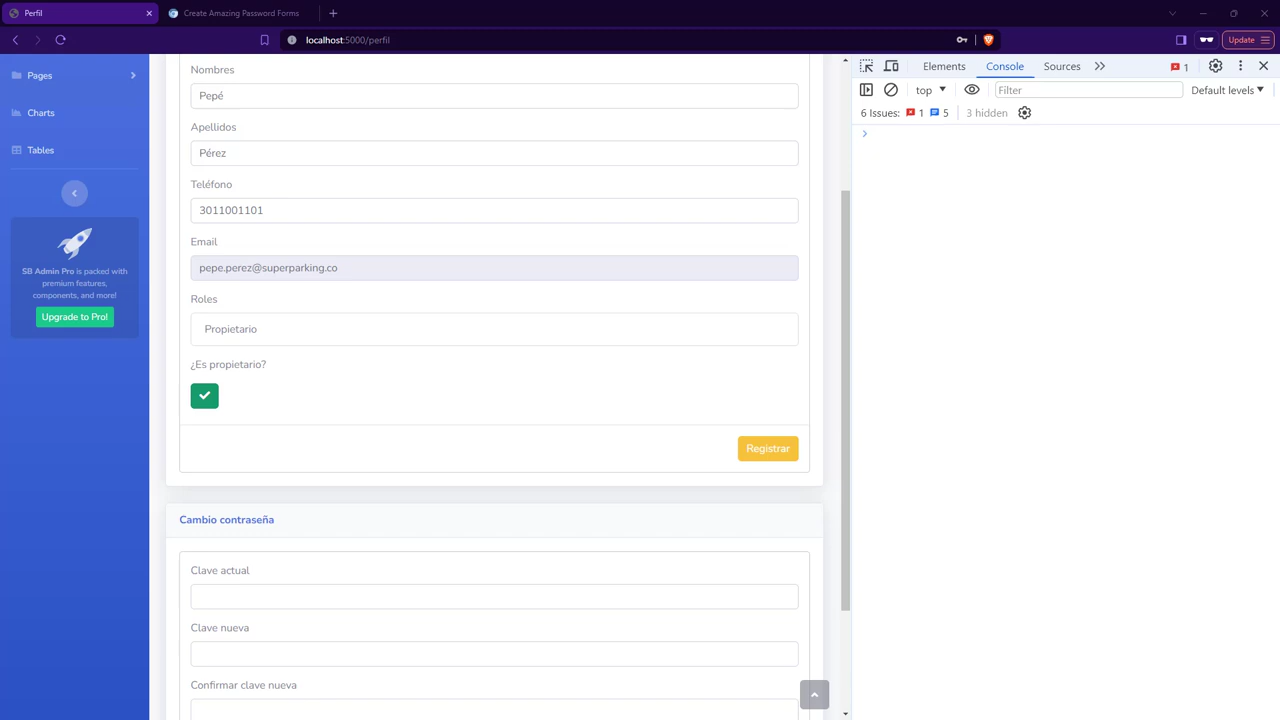 Perfil
Create Amazing Password Forms
localhost:5000/perfil
Update
Pages
Charts
Tables
SB Admin Pro is packed with
premium features,
components, and more!
Upgrade to Pro!
Nombres
Pepé
Apellidos
Pérez
Teléfono
3011001101
Email
pepe.perez@superparking.co
Roles
Propietario
¿Es propietario?
Registrar
Cambio contraseña
Clave actual
Clave nueva
Confirmar clave nueva
Elements
Console
Sources
1
top
Filter
Default levels
6 Issues: 1 5 3 hidden